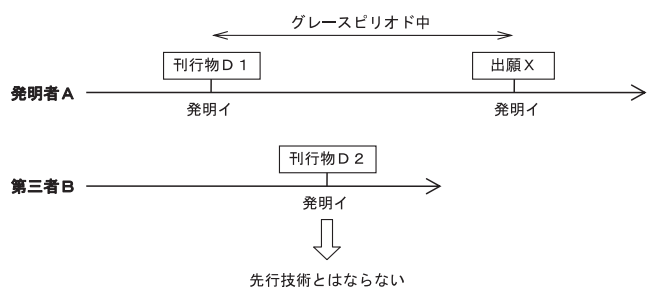 グレースピリオド中
刊行物D1
出願X
発明者A
発明イ
発明イ
刊行物D2
第三者B
発明イ
先行技術とはならない